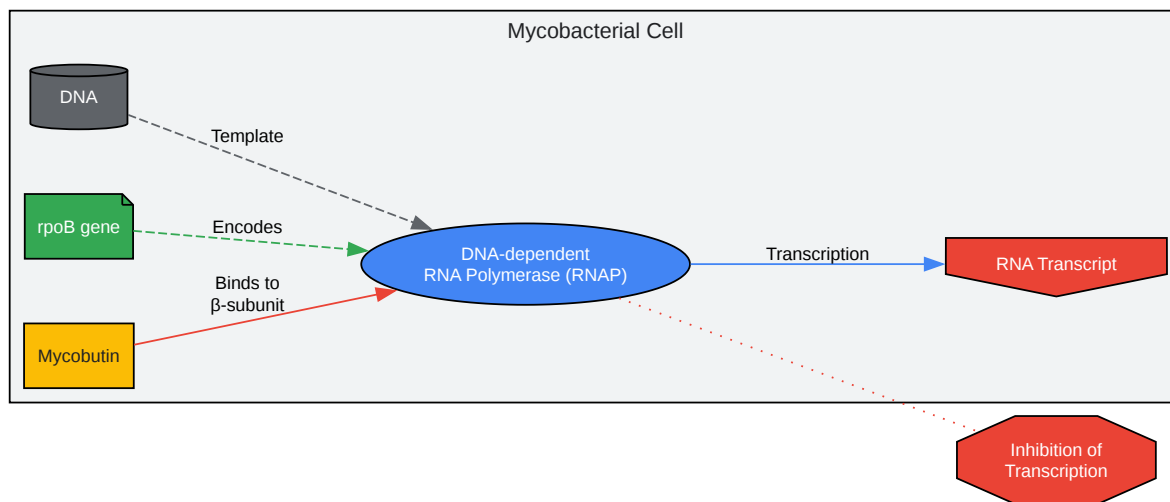 Mycobacterial Cell
DNA
Template
rpoB gene
Encodes
DNA-dependent
RNA Polymerase (RNAP)
Transcription
RNA Transcript
Binds to
β-subunit
Mycobutin
Inhibition of
Transcription